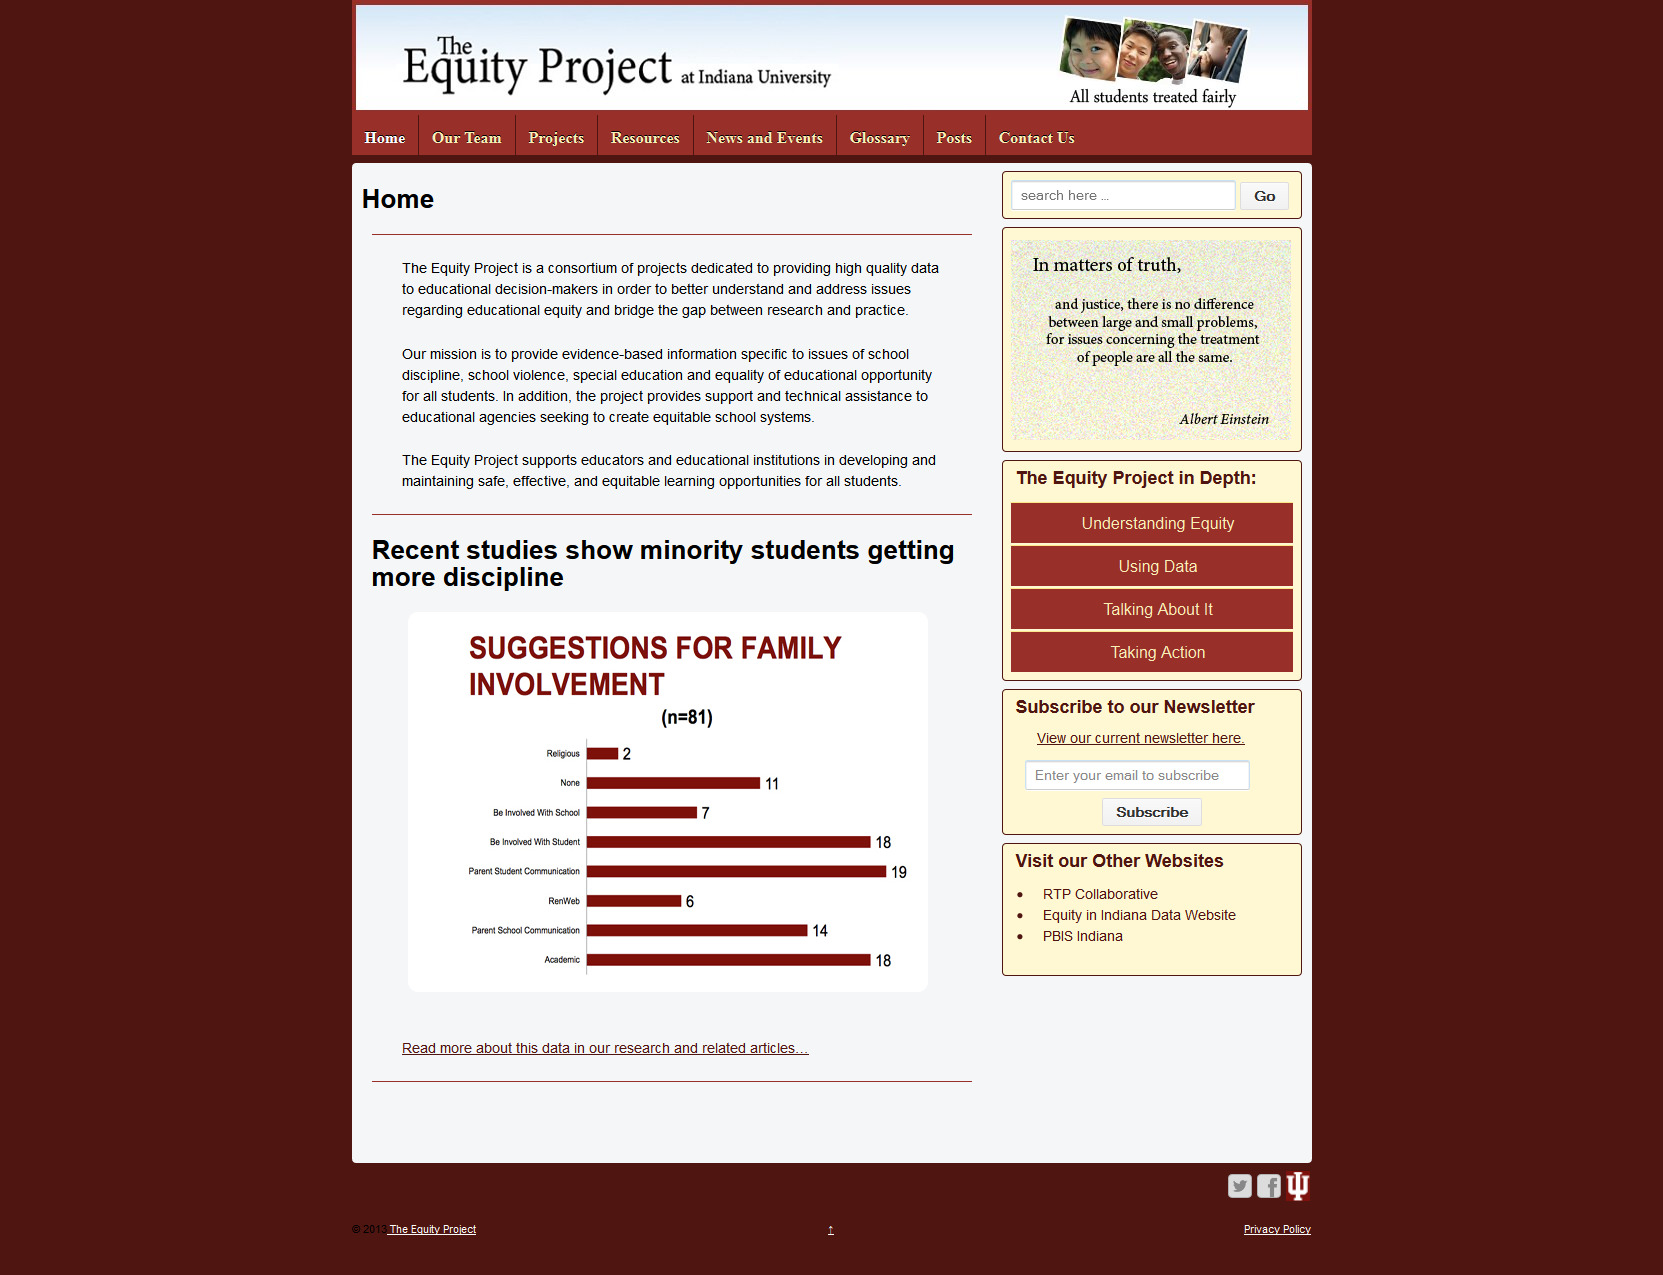 The
Equity Project at Indiana University
All students treated fairly
Home Our Team Projects Resources News and Events Glossary Posts Contact Us
Home
The Equity Project is a consortium of projects dedicated to providing high quality data
to educational decision-makers in order to better understand and address issues
regarding educational equity and bridge the gap between research and practice.
Our mission is to provide evidence-based information specific to issues of school
discipline, school violence, special education and equality of educational opportunity
for all students. In addition, the project provides support and technical assistance to
educational agencies seeking to create equitable school systems.
The Equity Project supports educators and educational institutions in developing and
maintaining safe, effective, and equitable learning opportunities for all students.
Recent studies show minority students getting
more discipline
SUGGESTIONS FOR FAMILY
INVOLVEMENT
(n=81)
Religious 2
None 11
Be Involved With School 7
Be Involved With Student 18
Parent Student Communication 19
RenWeb 6
Parent School Communication 14
Academic 18
Read more about this data in our research and related articles…
search here ... Go
In matters of truth,
and justice, there is no difference
between large and small problems,
for issues concerning the treatment
of people are all the same.
Albert Einstein
The Equity Project in Depth:
Understanding Equity
Using Data
Talking About It
Taking Action
Subscribe to our Newsletter
View our current newsletter here.
Enter your email to subscribe
Subscribe
Visit our Other Websites
• RTP Collaborative
• Equity in Indiana Data Website
• PBIS Indiana
© 2013 The Equity Project ↑ Privacy Policy